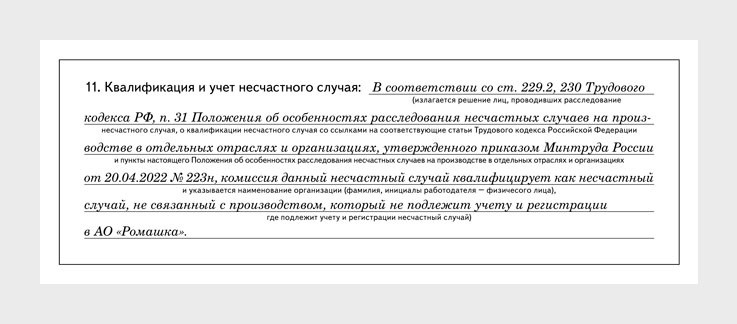 11. Квалификация и учет несчастного случая: В соответствии со ст. 229.2, 230 Трудового
(излагается решение лиц, проводивших расследование
кодекса РФ, п. 31 Положения об особенностях расследования несчастных случаев на произ-
несчастного случая, о квалификации несчастного случая со ссылками на соответствующие статьи Трудового кодекса Российской Федерации
водстве в отдельных отраслях и организациях, утвержденного приказом Минтруда России
и пункты настоящего Положения об особенностях расследования несчастных случаев на производстве в отдельных отраслях и организациях
от 20.04.2022 № 223н, комиссия данный несчастный случай квалифицирует как несчастный
и указывается наименование организации (фамилия, инициалы работодателя – физичесого лица),
случай, не связанный с производством, который не подлежит учету и регистрации
где подлежит учету и регистрации несчастный случай)
в АО «Ромашка».